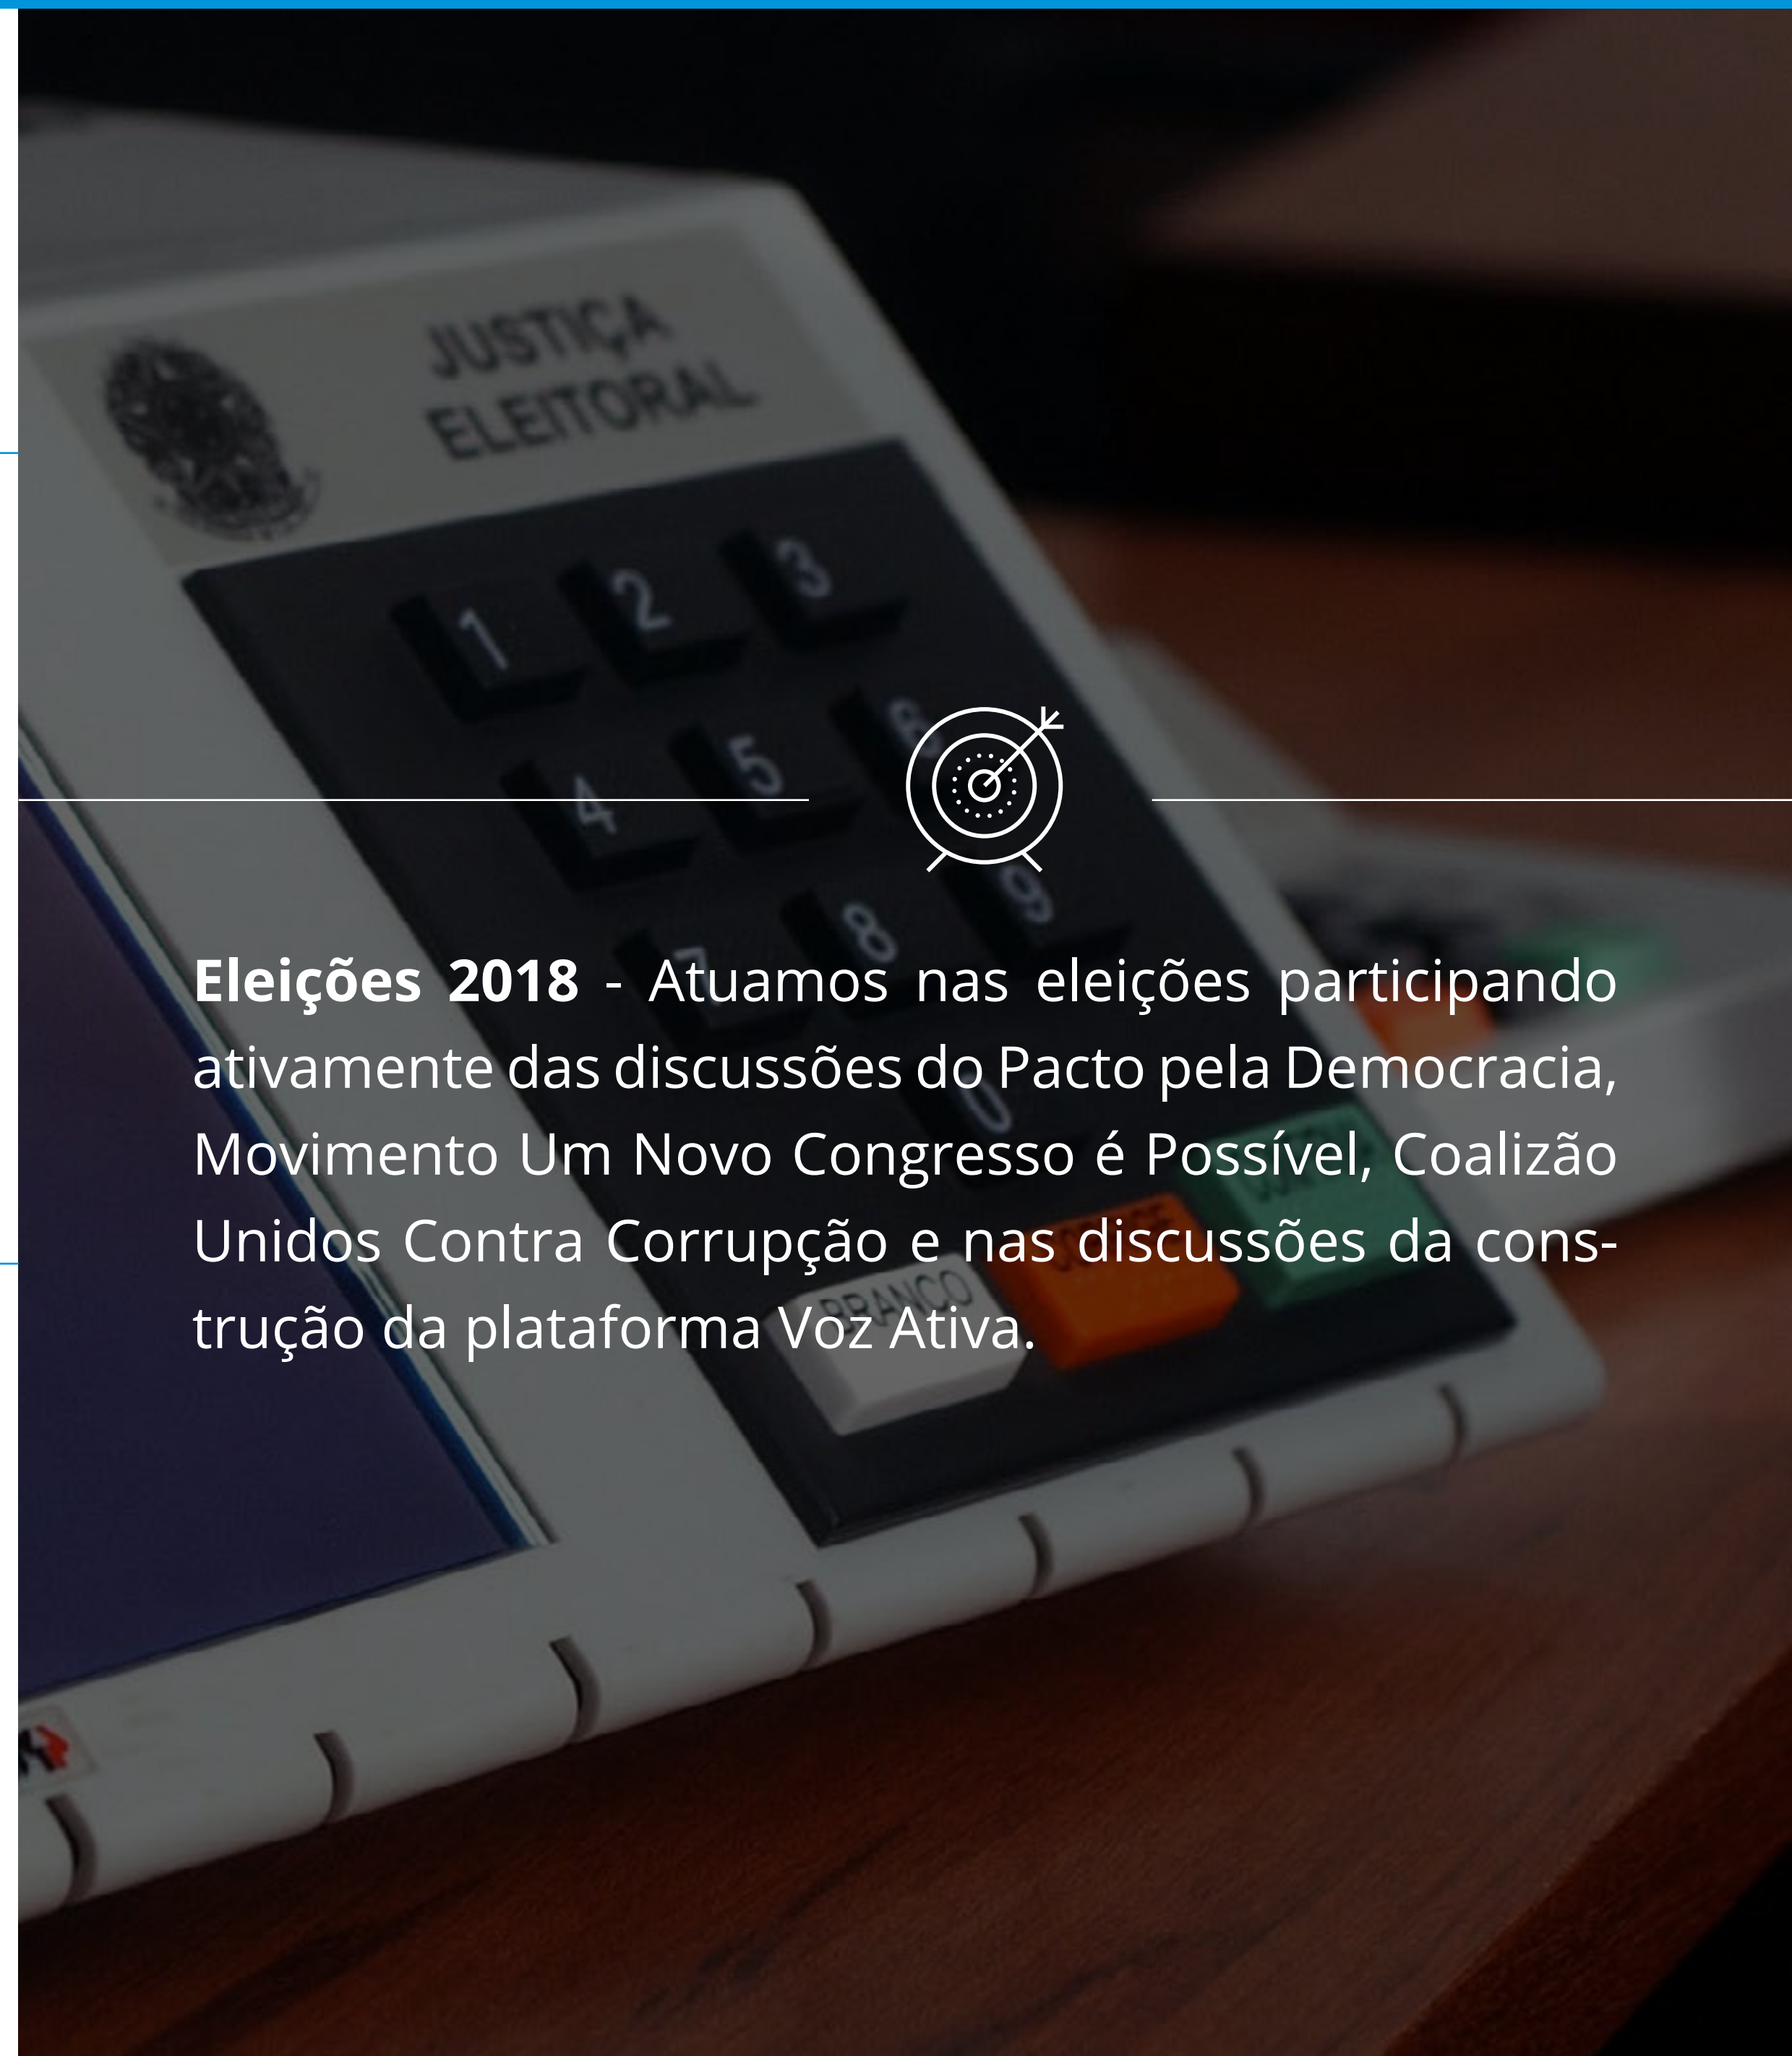 JUSTIÇA
ELEITORAL
1 2 3
4 5 6
7 8 9
0
Eleições 2018 - Atuamos nas eleições participando
ativamente das discussões do Pacto pela Democracia,
Movimento Um Novo Congresso é Possível, Coalizão
Unidos Contra Corrupção e nas discussões da cons-
trução da plataforma Voz Ativa.
BRANCO